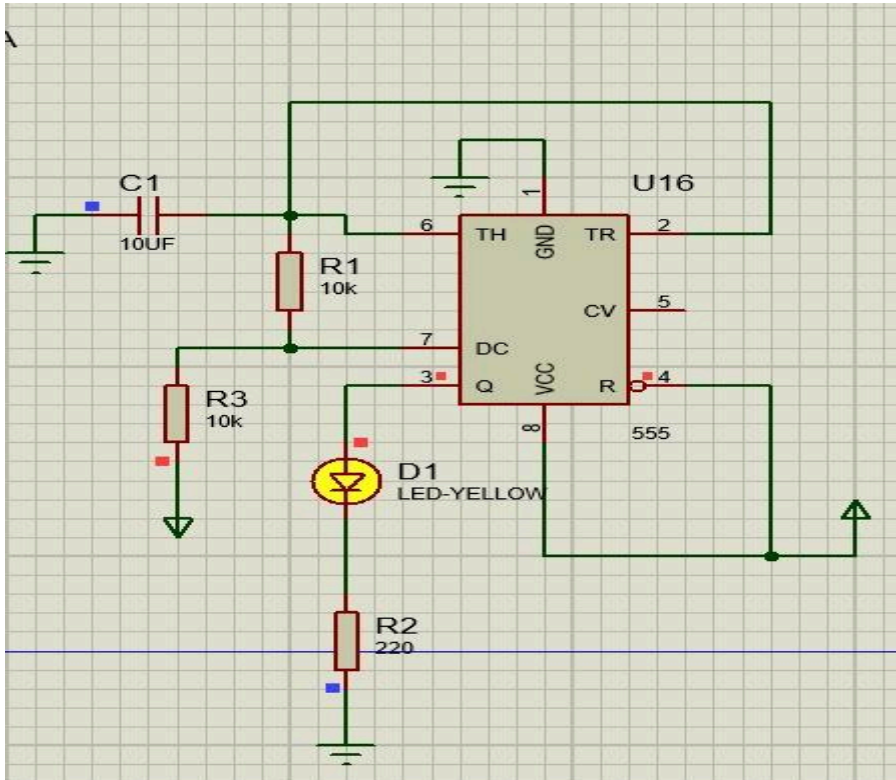 A
C1
10UF
U16
1
6
TH
GND
TR
2
R1
10k
CV
5
7
DC
3
Q
VCC
R
4
R3
10k
8
555
D1
LED-YELLOW
R2
220